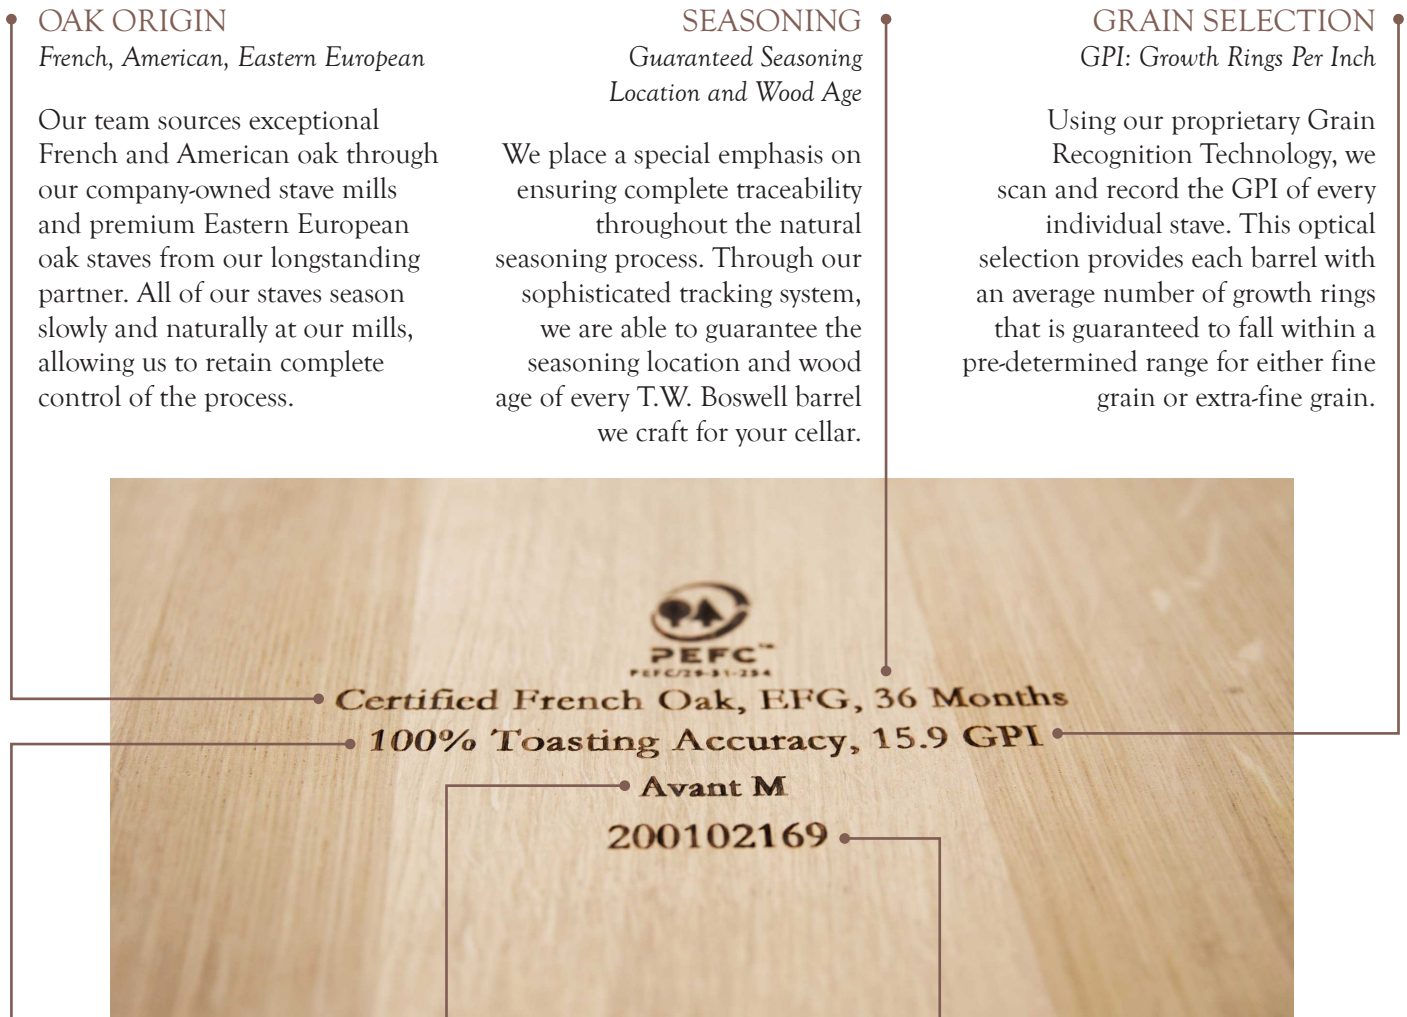 OAK ORIGIN
French, American, Eastern European
Our team sources exceptional
French and American oak through
our company-owned stave mills
and premium Eastern European
oak staves from our longstanding
partner. All of our staves season
slowly and naturally at our mills,
allowing us to retain complete
control of the process.
SEASONING
Guaranteed Seasoning
Location and Wood Age
We place a special emphasis on
ensuring complete traceability
throughout the natural
seasoning process. Through our
sophisticated tracking system,
we are able to guarantee the
seasoning location and wood
age of every T.W. Boswell barrel
we craft for your cellar.
GRAIN SELECTION
GPI: Growth Rings Per Inch
Using our proprietary Grain
Recognition Technology, we
scan and record the GPI of every
individual stave. This optical
selection provides each barrel with
an average number of growth rings
that is guaranteed to fall within a
pre-determined range for either fine
grain or extra-fine grain.
PEFC™
PEFC/29-31-254
Certified French Oak, EFG, 36 Months
100% Toasting Accuracy, 15.9 GPI
Avant M
200102169